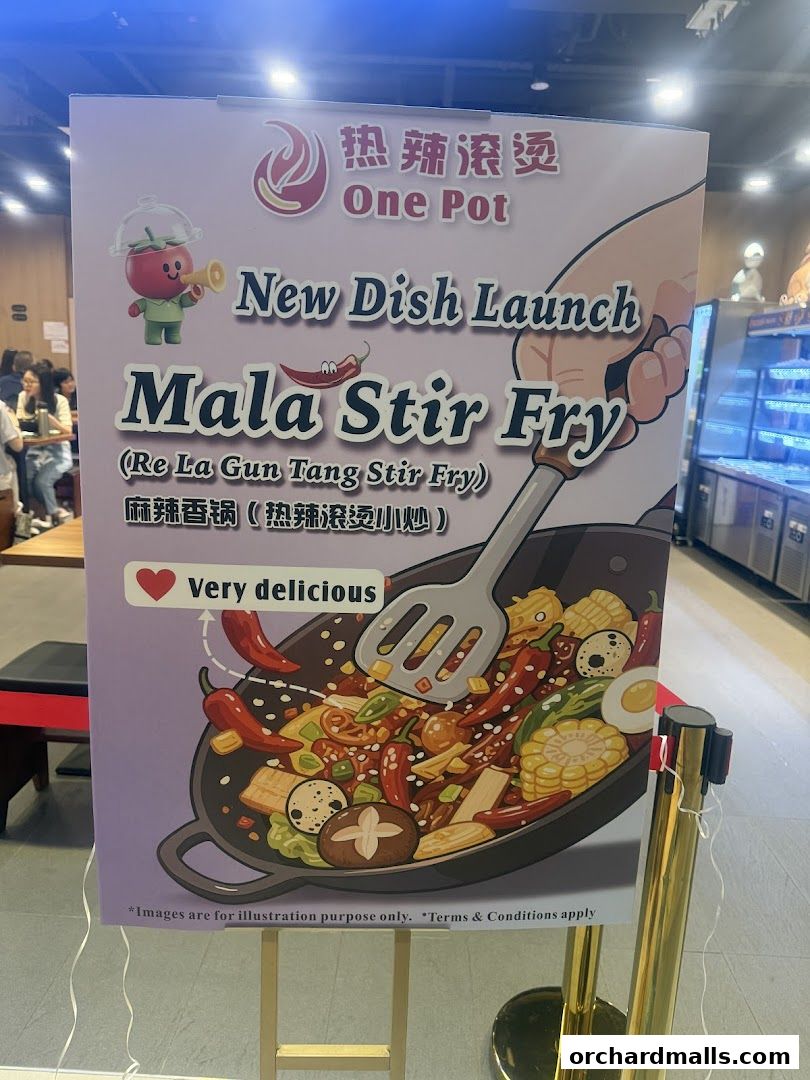 热辣滚烫
One Pot
New Dish Launch
Mala Stir Fry
(Re La Gun Tang Stir Fry)
麻辣香锅（热辣滚烫小炒）
Very delicious
*Images are for illustration purpose only. *Terms & Conditions apply
orchardmalls.com